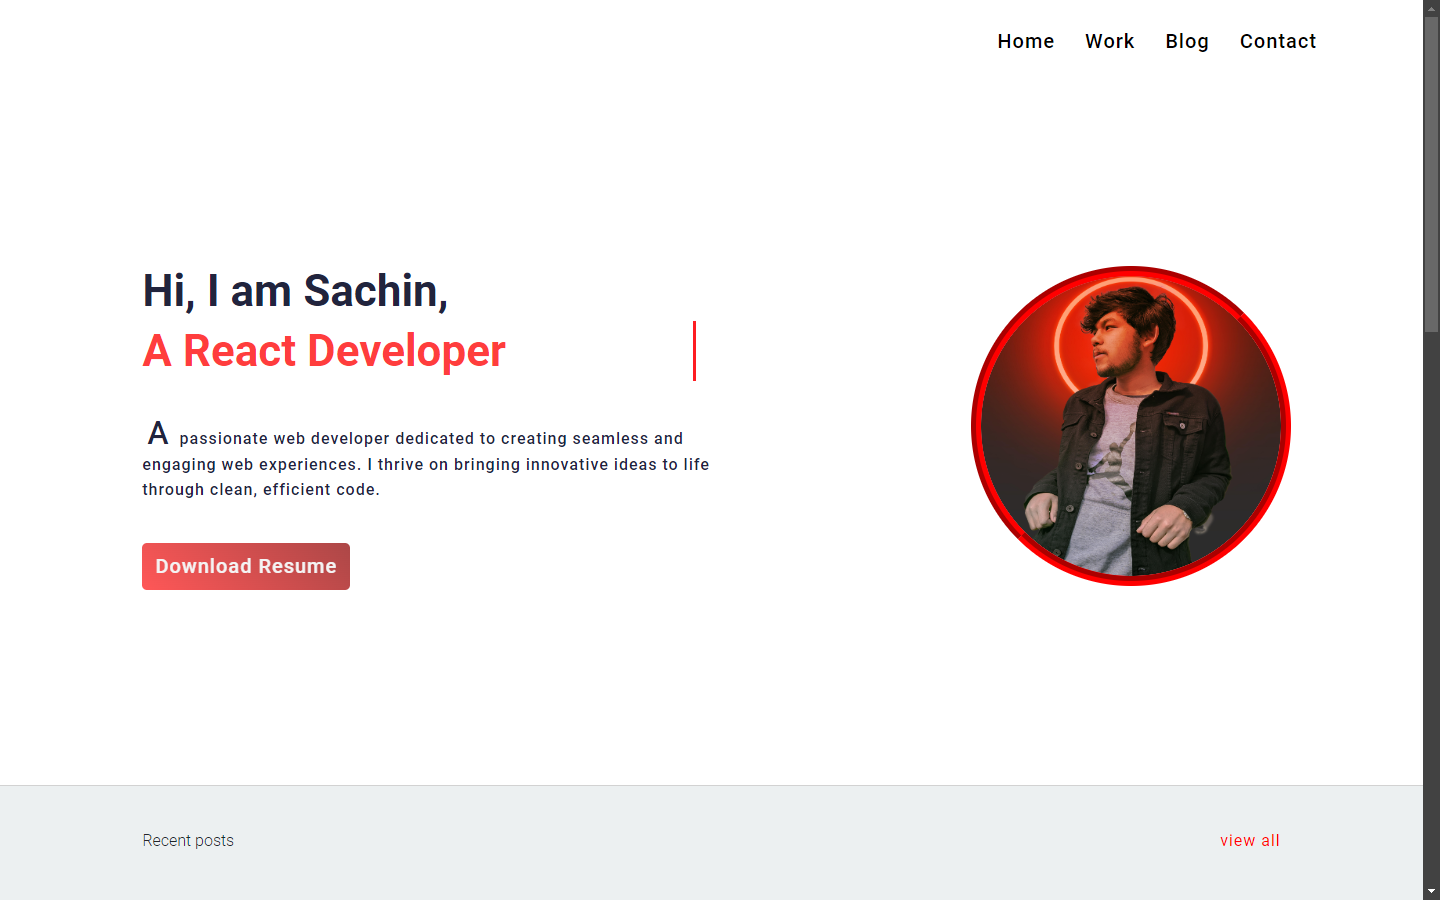 Home Work Blog Contact
Hi, I am Sachin,
A React Developer
A passionate web developer dedicated to creating seamless and
engaging web experiences. I thrive on bringing innovative ideas to life
through clean, efficient code.
Download Resume
Recent posts
view all